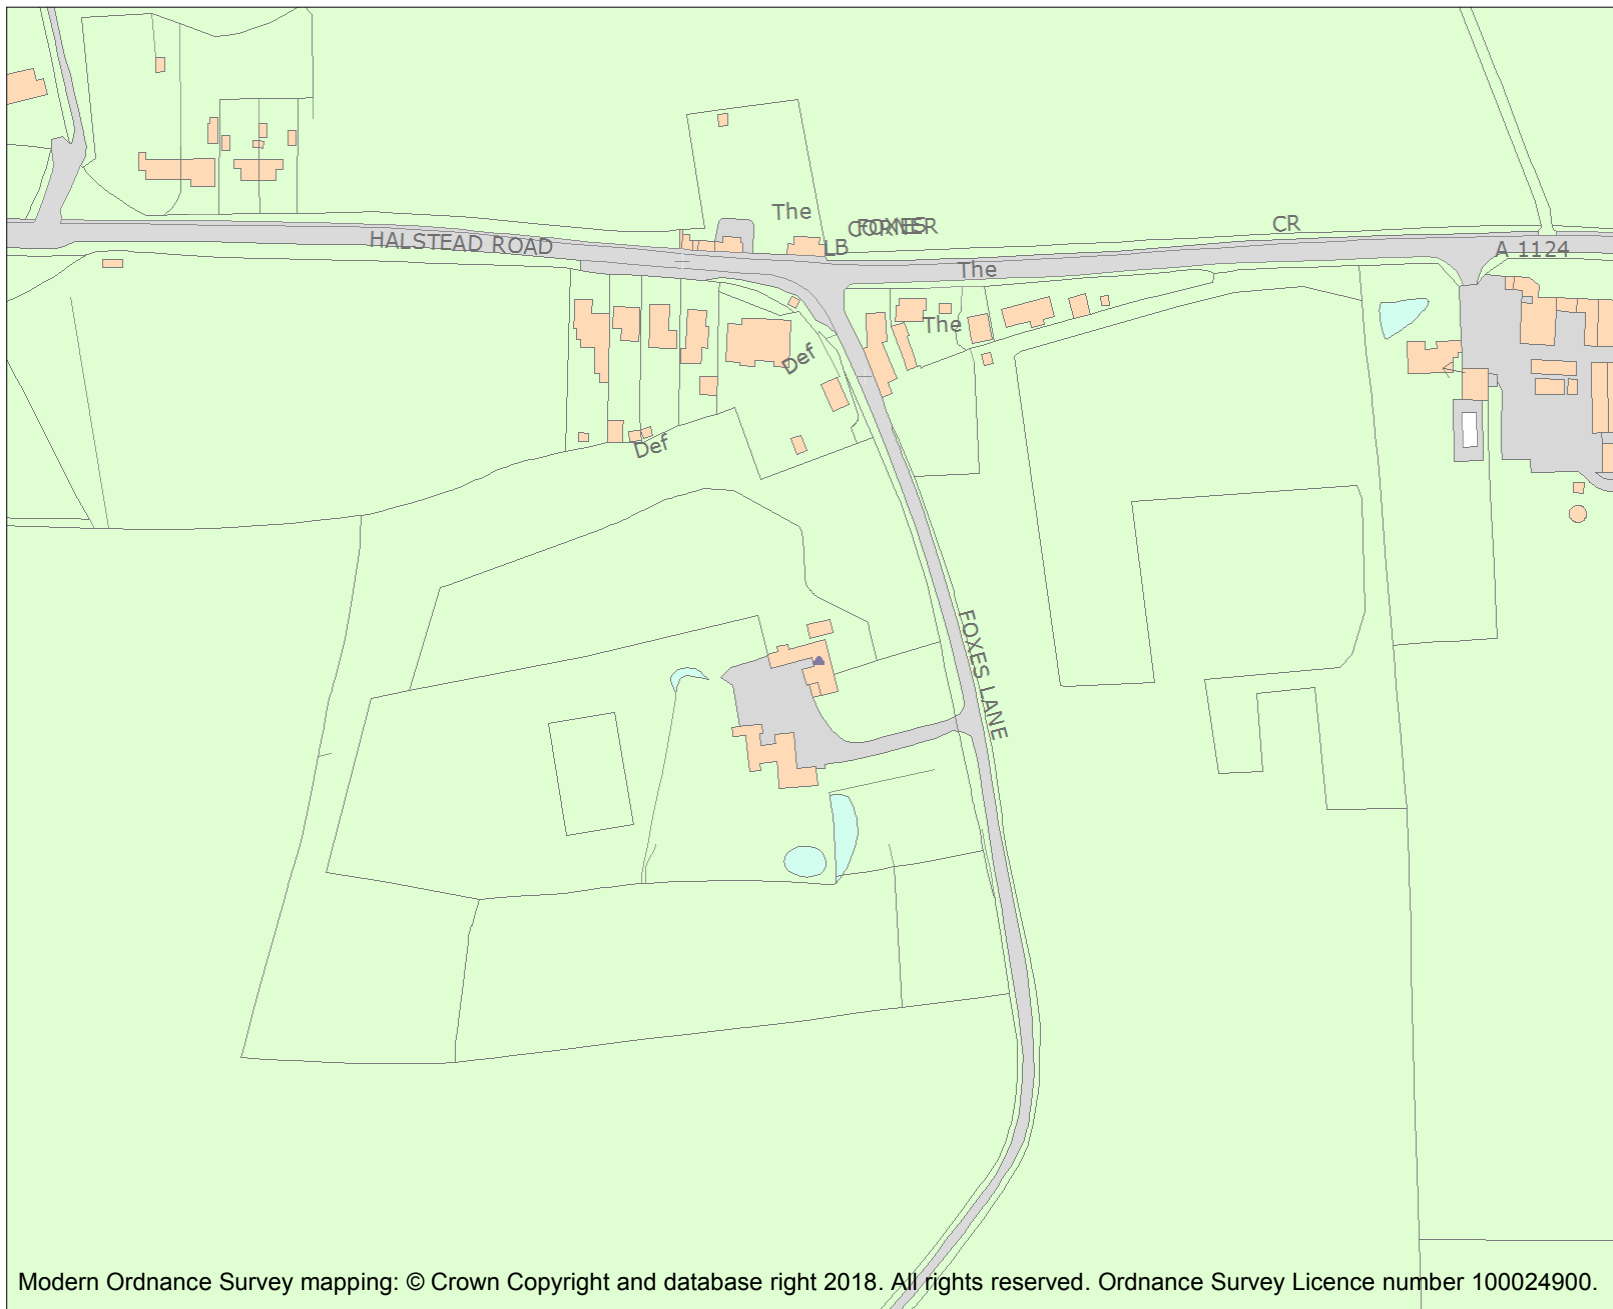 The
FOXES
CORNER
CR
HALSTEAD ROAD
LB
A 1124
The
The
Def
Def
FOXES LANE
Modern Ordnance Survey mapping: © Crown Copyright and database right 2018. All rights reserved. Ordnance Survey Licence number 100024900.